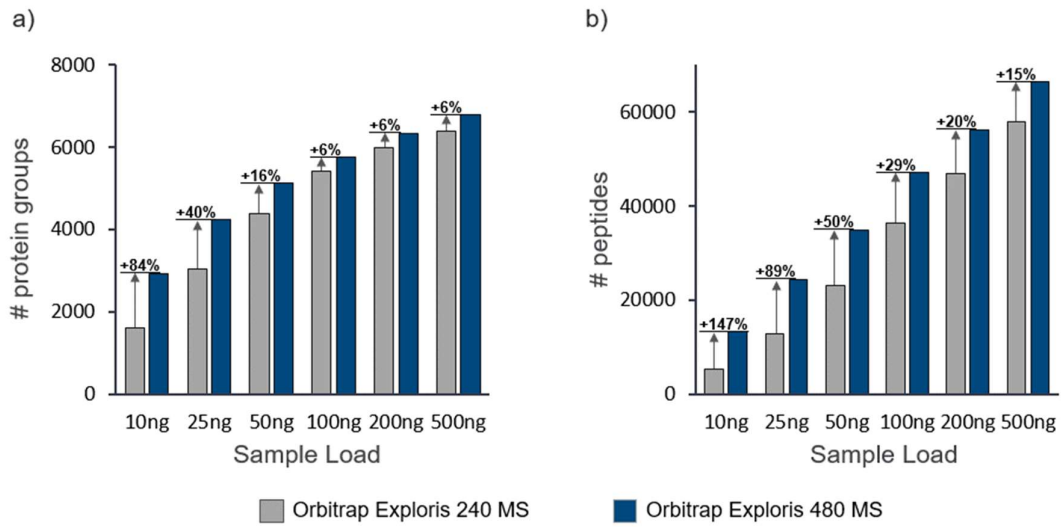 a)
# protein groups
8000
6000
4000
2000
0
+84%
+40%
+16%
+6%
+6%
+6%
10ng 25ng 50ng 100ng 200ng 500ng
Sample Load
b)
# peptides
60000
40000
20000
0
+147%
+89%
+50%
+29%
+20%
+15%
10ng 25ng 50ng 100ng 200ng 500ng
Sample Load
Orbitrap Exploris 240 MS
Orbitrap Exploris 480 MS